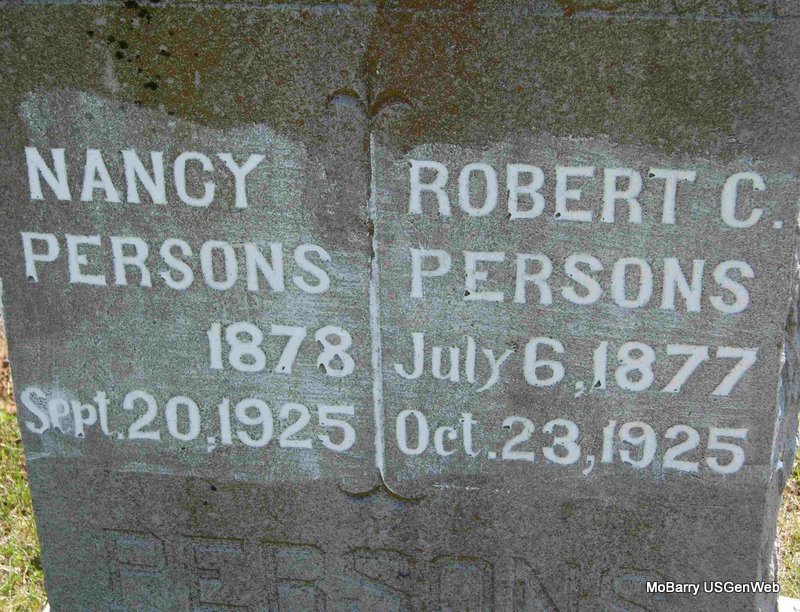 NANCY
PERSONS
1878
Sept. 20, 1925
ROBERT C.
PERSONS
July 6, 1877
Oct. 23, 1925
PERSONS
MoBarry USGenWeb